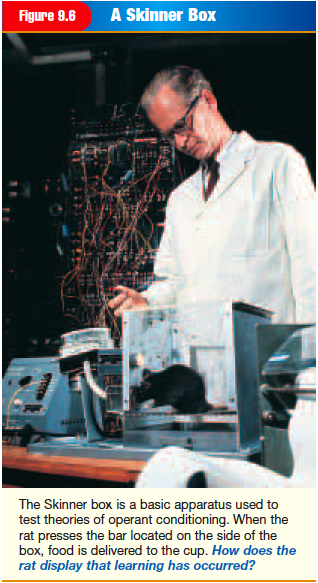 Figure 9.6 A Skinner Box
The Skinner box is a basic apparatus used to
test theories of operant conditioning. When the
rat presses the bar located on the side of the
box, food is delivered to the cup. How does the
rat display that learning has occurred?